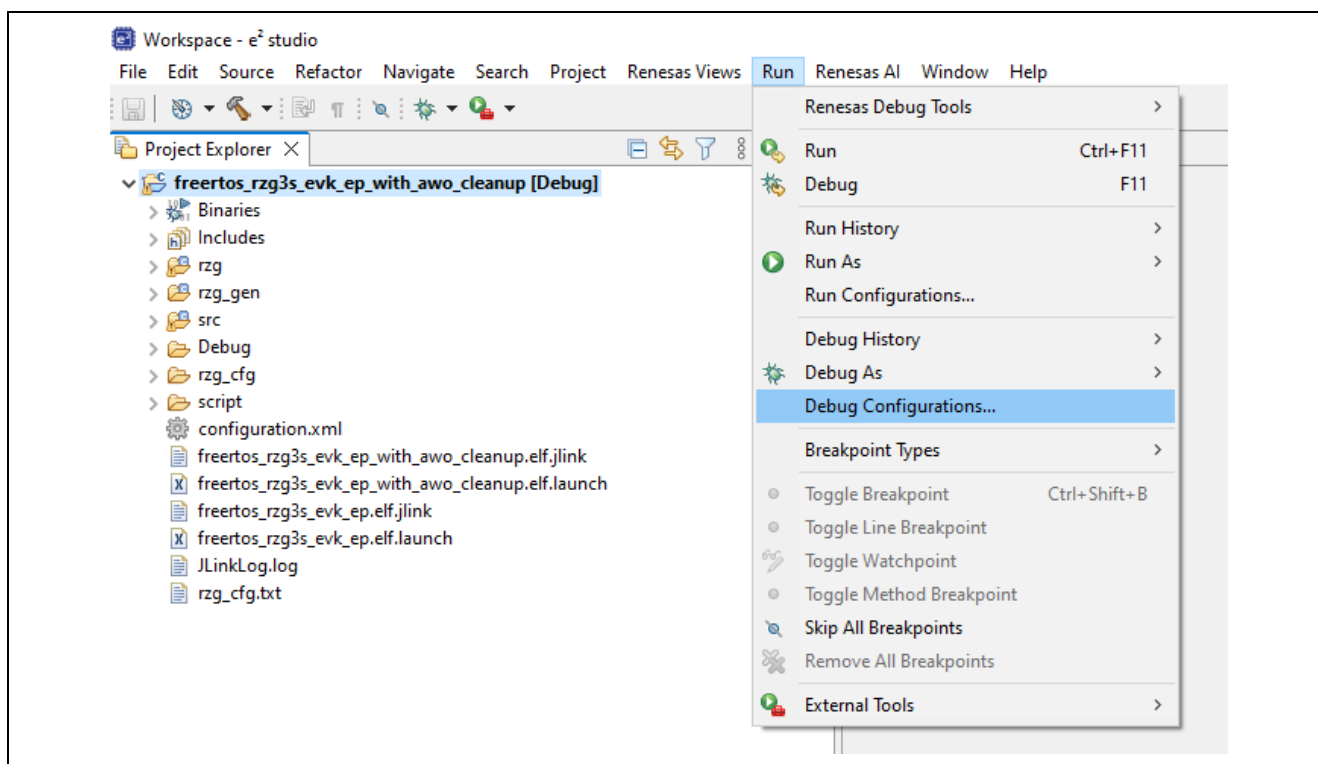 Workspace - e² studio
File Edit Source Refactor Navigate Search Project Renesas Views Run Renesas AI Window Help
Project Explorer
freertos_rzg3s_evk_ep_with_awo_cleanup [Debug]
Binaries
Includes
rzg
rzg_gen
src
Debug
rzg_cfg
script
configuration.xml
freertos_rzg3s_evk_ep_with_awo_cleanup.elf.jlink
freertos_rzg3s_evk_ep_with_awo_cleanup.elf.launch
freertos_rzg3s_evk_ep.elf.jlink
freertos_rzg3s_evk_ep.elf.launch
JLinkLog.log
rzg_cfg.txt
Renesas Debug Tools
Run Ctrl+F11
Debug F11
Run History
Run As
Run Configurations...
Debug History
Debug As
Debug Configurations...
Breakpoint Types
Toggle Breakpoint Ctrl+Shift+B
Toggle Line Breakpoint
Toggle Watchpoint
Toggle Method Breakpoint
Skip All Breakpoints
Remove All Breakpoints
External Tools